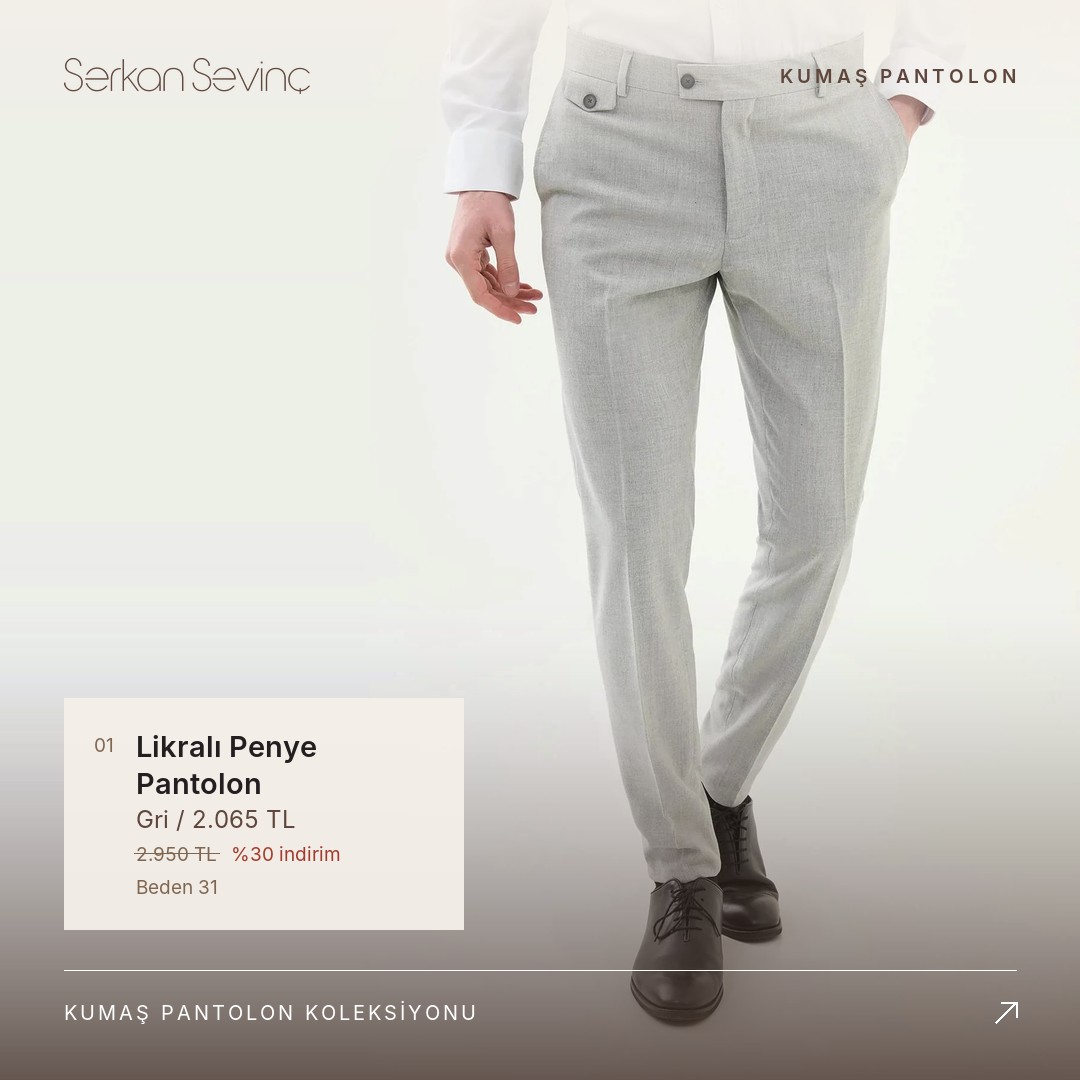 Serkan Sevinç
KUMAŞ PANTOLON
01
Likralı Penye
Pantolon
Gri / 2.065 TL
2.950 TL %30 indirim
Beden 31
KUMAŞ PANTOLON KOLEKSİYONU